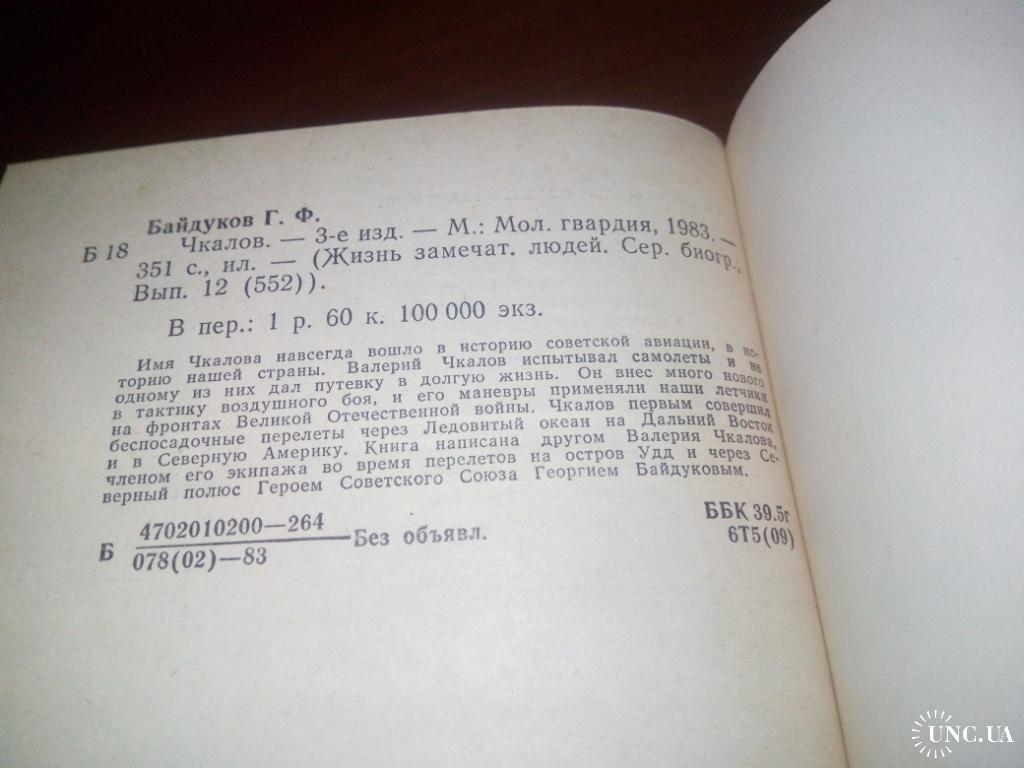 Байдуков Г. Ф.
Б 18 Чкалов. — 3-е изд. — М.: Мол. гвардия, 1983. —
351 с., ил. — (Жизнь замечат. людей. Сер. биогр.;
Вып. 12 (552)).
В пер.: 1 р. 60 к. 100 000 экз.
Имя Чкалова навсегда вошло в историю советской авиации, в ис-
торию нашей страны. Валерий Чкалов испытывал самолеты и не
одному из них дал путевку в долгую жизнь. Он внес много нового
в тактику воздушного боя, и его маневры применяли наши летчики
на фронтах Великой Отечественной войны. Чкалов первым совершил
беспосадочные перелеты через Ледовитый океан на Дальний Восток
и в Северную Америку. Книга написана другом Валерия Чкалова,
членом его экипажа во время перелетов на остров Удд и через Се-
верный полюс Героем Советского Союза Георгием Байдуковым.
Б 4702010200—264
078(02)—83 Без объявл.
ББК 39.5г
6Т5(09)
UNC.UA